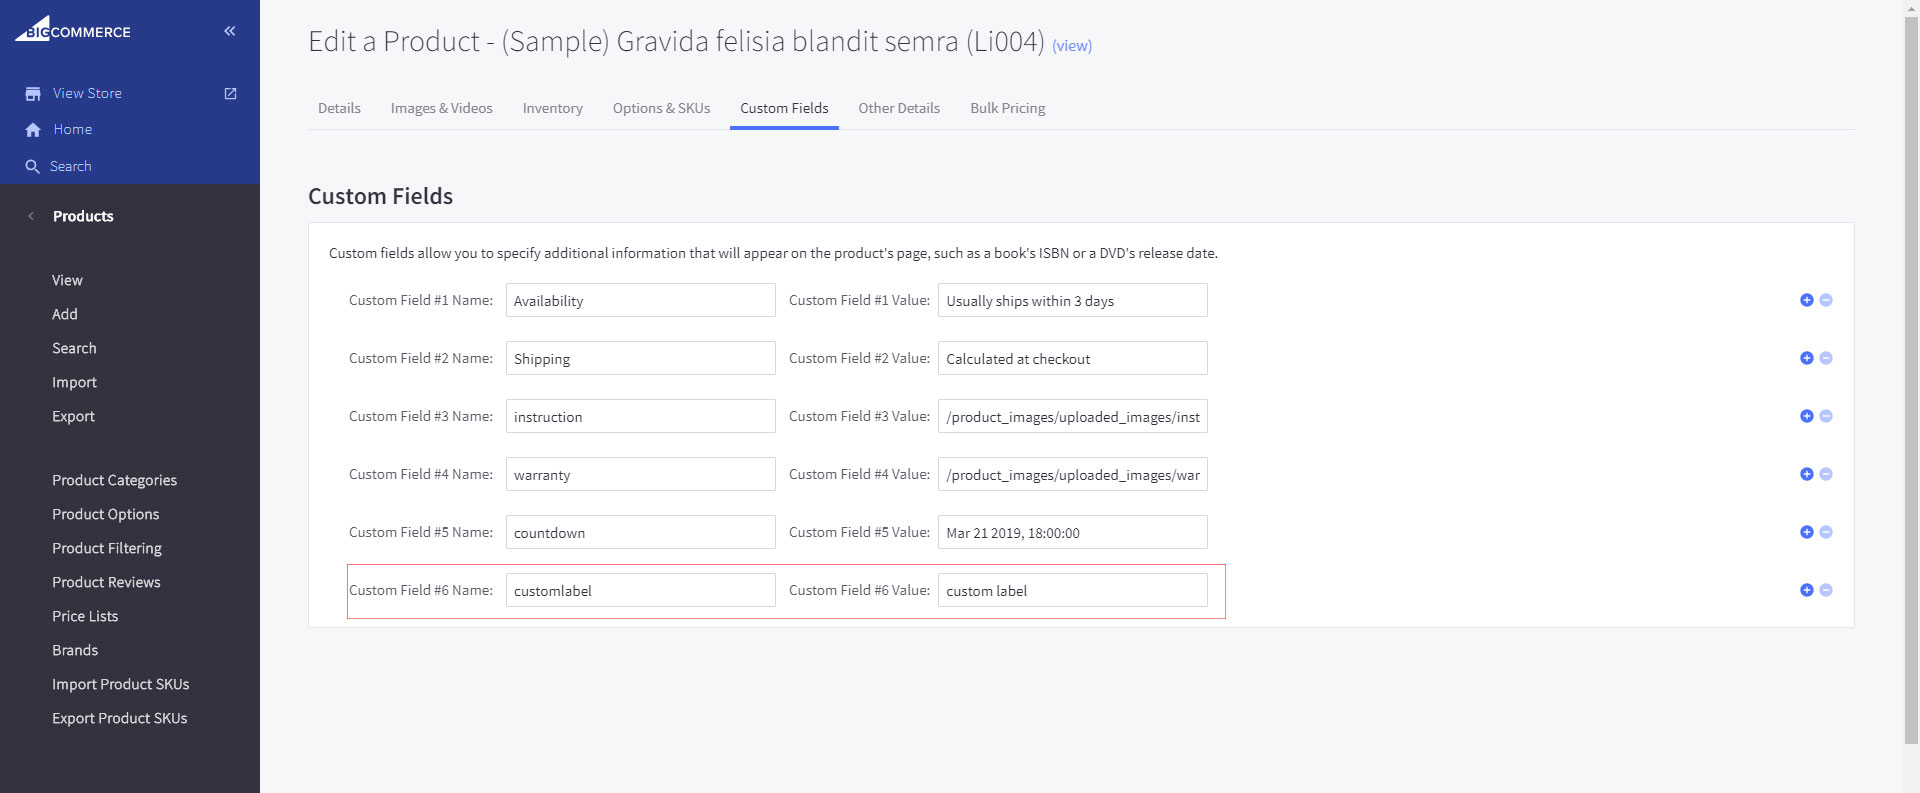 BIGCOMMERCE
View Store
Home
Search
Products
View
Add
Search
Import
Export
Product Categories
Product Options
Product Filtering
Product Reviews
Price Lists
Brands
Import Product SKUs
Export Product SKUs
Edit a Product - (Sample) Gravida felisia blandit semra (Li004) (view)
Details Images & Videos Inventory Options & SKUs Custom Fields Other Details Bulk Pricing
Custom Fields
Custom fields allow you to specify additional information that will appear on the product's page, such as a book's ISBN or a DVD's release date.
Custom Field #1 Name: Availability Custom Field #1 Value: Usually ships within 3 days
Custom Field #2 Name: Shipping Custom Field #2 Value: Calculated at checkout
Custom Field #3 Name: instruction Custom Field #3 Value: /product_images/uploaded_images/inst
Custom Field #4 Name: warranty Custom Field #4 Value: /product_images/uploaded_images/war
Custom Field #5 Name: countdown Custom Field #5 Value: Mar 21 2019, 18:00:00
Custom Field #6 Name: customlabel Custom Field #6 Value: custom label